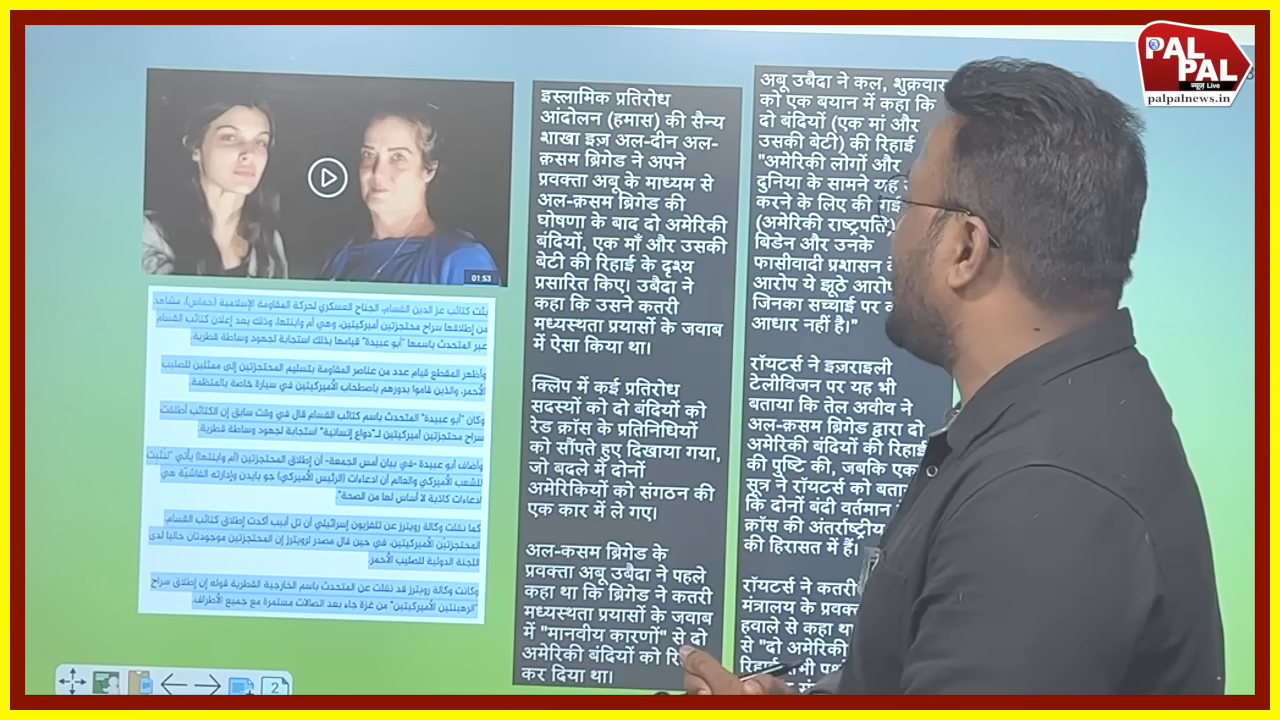 PAL
PAL
न्यूज़ Live
palpalnews.in
01:53
بثت كتائب عز الدين القسام، الجناح العسكري لحركة المقاومة الإسلامية (حماس)، مشاهد
من إطلاقها سراح محتجزتين أميركيتين، وهي أم وابنتها، وذلك بعد إعلان كتائب القسام
عبر المتحدث باسمها "أبو عبيدة" قيامها بذلك استجابة لجهود وساطة قطرية.
وأظهر المقطع قيام عدد من عناصر المقاومة بتسليم المحتجزتين إلى ممثلين للصليب
الأحمر، والذين قاموا بدورهم باصطحاب الأميركيتين في سيارة خاصة بالمنظمة.
وكان "أبو عبيدة" المتحدث باسم كتائب القسام قال في وقت سابق إن الكتائب أطلقت
سراح محتجزتين أميركيتين لـ"دواع إنسانية" استجابة لجهود وساطة قطرية.
وأضاف أبو عبيدة -في بيان أمس الجمعة- أن إطلاق المحتجزتين (أم وابنتها) يأتي "لنثبت
للشعب الأميركي والعالم أن ادعاءات (الرئيس الأميركي) جو بايدن وإدارته الفاشية هي
ادعاءات كاذبة لا أساس لها من الصحة".
كما نقلت وكالة رويترز عن تلفزيون إسرائيلي أن تل أبيب أكدت إطلاق كتائب القسام
المحتجزتين الأميركيتين، في حين قال مصدر لرويترز إن المحتجزتين موجودتان حاليا لدى
اللجنة الدولية للصليب الأحمر.
وكانت وكالة رويترز قد نقلت عن المتحدث باسم الخارجية القطرية قوله إن إطلاق سراح
"الرهينتين الأميركيتين" من غزة جاء بعد اتصالات مستمرة مع جميع الأطراف.
इस्लामिक प्रतिरोध
आंदोलन (हमास) की सैन्य
शाखा इज़ अल-दीन अल-
क़सम ब्रिगेड ने अपने
प्रवक्ता अबू के माध्यम से
अल-क़सम ब्रिगेड की
घोषणा के बाद दो अमेरिकी
बंदियों, एक माँ और उसकी
बेटी की रिहाई के दृश्य
प्रसारित किए। उबैदा ने
कहा कि उसने कतरी
मध्यस्थता प्रयासों के जवाब
में ऐसा किया था।
क्लिप में कई प्रतिरोध
सदस्यों को दो बंदियों को
रेड क्रॉस के प्रतिनिधियों
को सौंपते हुए दिखाया गया,
जो बदले में दोनों
अमेरिकियों को संगठन की
एक कार में ले गए।
अल-कसम ब्रिगेड के
प्रवक्ता अबू उबैदा ने पहले
कहा था कि ब्रिगेड ने कतरी
मध्यस्थता प्रयासों के जवाब
में "मानवीय कारणों" से दो
अमेरिकी बंदियों को
कर दिया था।
अबू उबैदा ने कल, शुक्रवार
को एक बयान में कहा कि
दो बंदियों (एक मां और
उसकी बेटी) की रिहाई
"अमेरिकी लोगों और
दुनिया के सामने यह
करने के लिए की गई
(अमेरिकी राष्ट्रपति)
बिडेन और उनके
फासीवादी प्रशासन
आरोप ये झूठे आरोप
जिनका सच्चाई पर
आधार नहीं है।"
रॉयटर्स ने इज़राइली
टेलीविजन पर यह भी
बताया कि तेल अवीव ने
अल-क़सम ब्रिगेड द्वारा दो
अमेरिकी बंदियों की रिहाई
की पुष्टि की, जबकि एक
सूत्र ने रॉयटर्स को
कि दोनों बंदी वर्तमान
क्रॉस की अंतर्राष्ट्रीय
की हिरासत में हैं।
रॉयटर्स ने कतरी
मंत्रालय के
हवाले से कहा
से "दो अमेरिकी
2